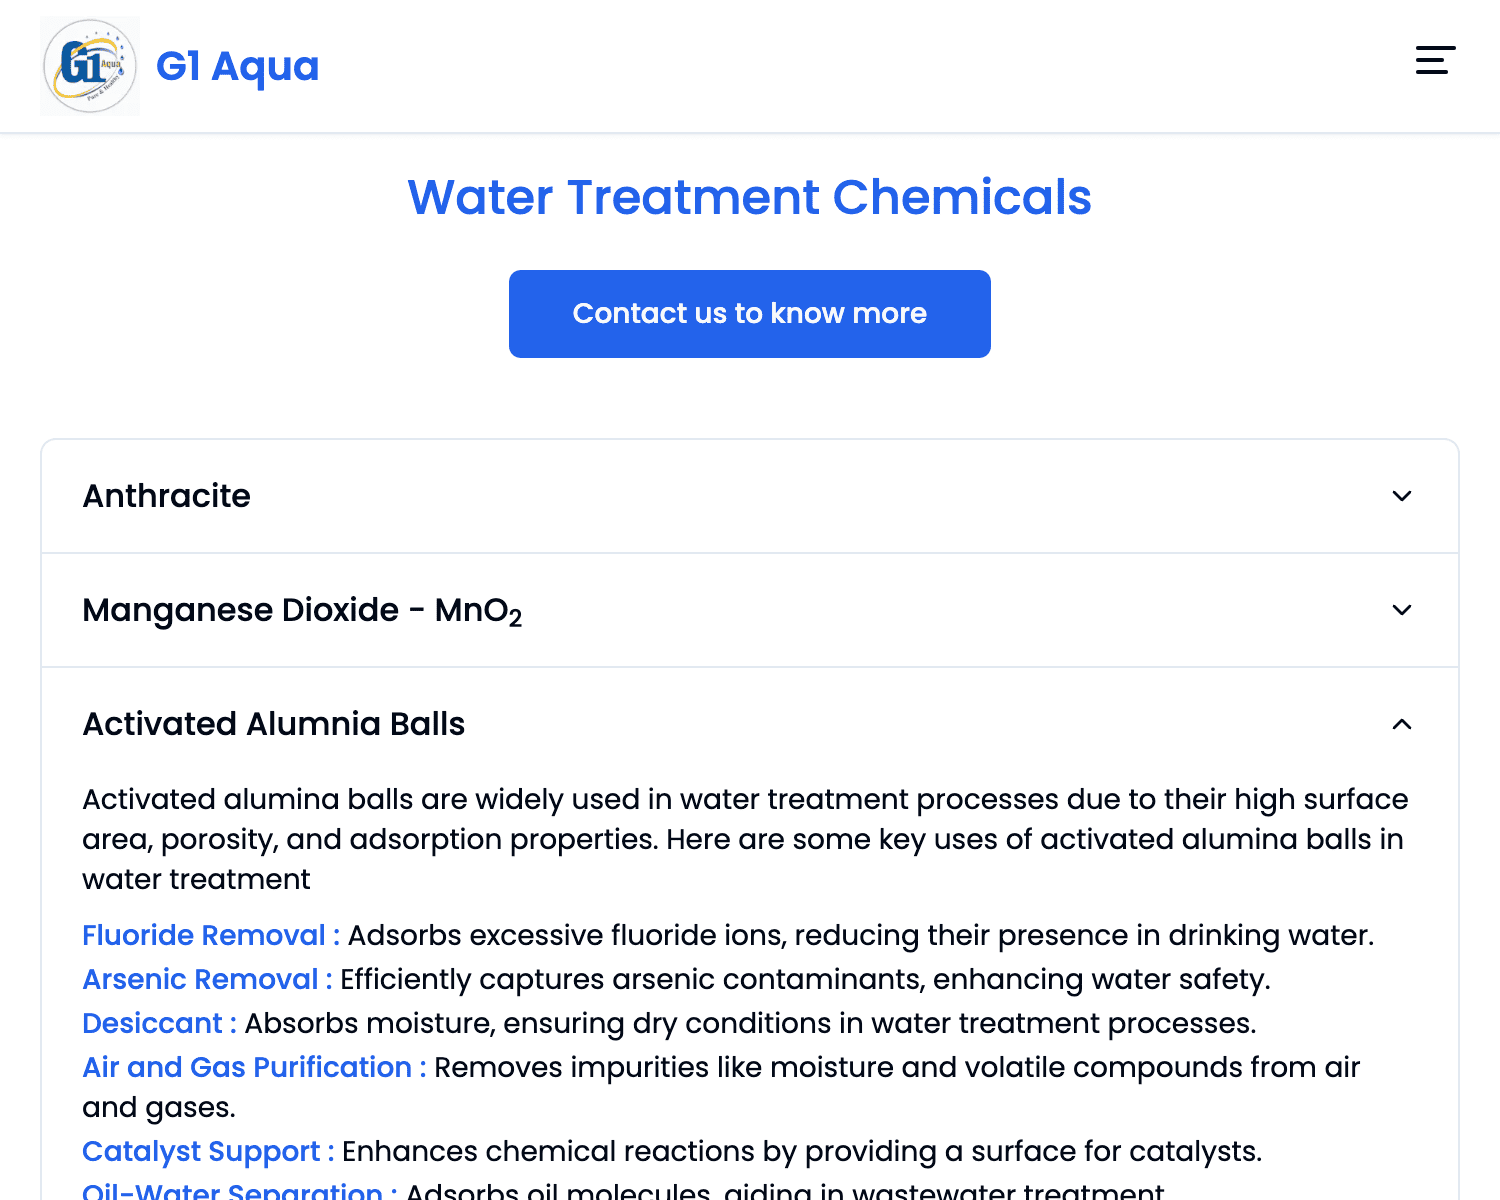 G1
Aqua
Pure & Healthy
G1 Aqua
Water Treatment Chemicals
Contact us to know more
Anthracite
Manganese Dioxide - MnO₂
Activated Alumnia Balls
Activated alumina balls are widely used in water treatment processes due to their high surface
area, porosity, and adsorption properties. Here are some key uses of activated alumina balls in
water treatment
Fluoride Removal : Adsorbs excessive fluoride ions, reducing their presence in drinking water.
Arsenic Removal : Efficiently captures arsenic contaminants, enhancing water safety.
Desiccant : Absorbs moisture, ensuring dry conditions in water treatment processes.
Air and Gas Purification : Removes impurities like moisture and volatile compounds from air
and gases.
Catalyst Support : Enhances chemical reactions by providing a surface for catalysts.
Oil-Water Separation : Adsorbs oil molecules, aiding in wastewater treatment